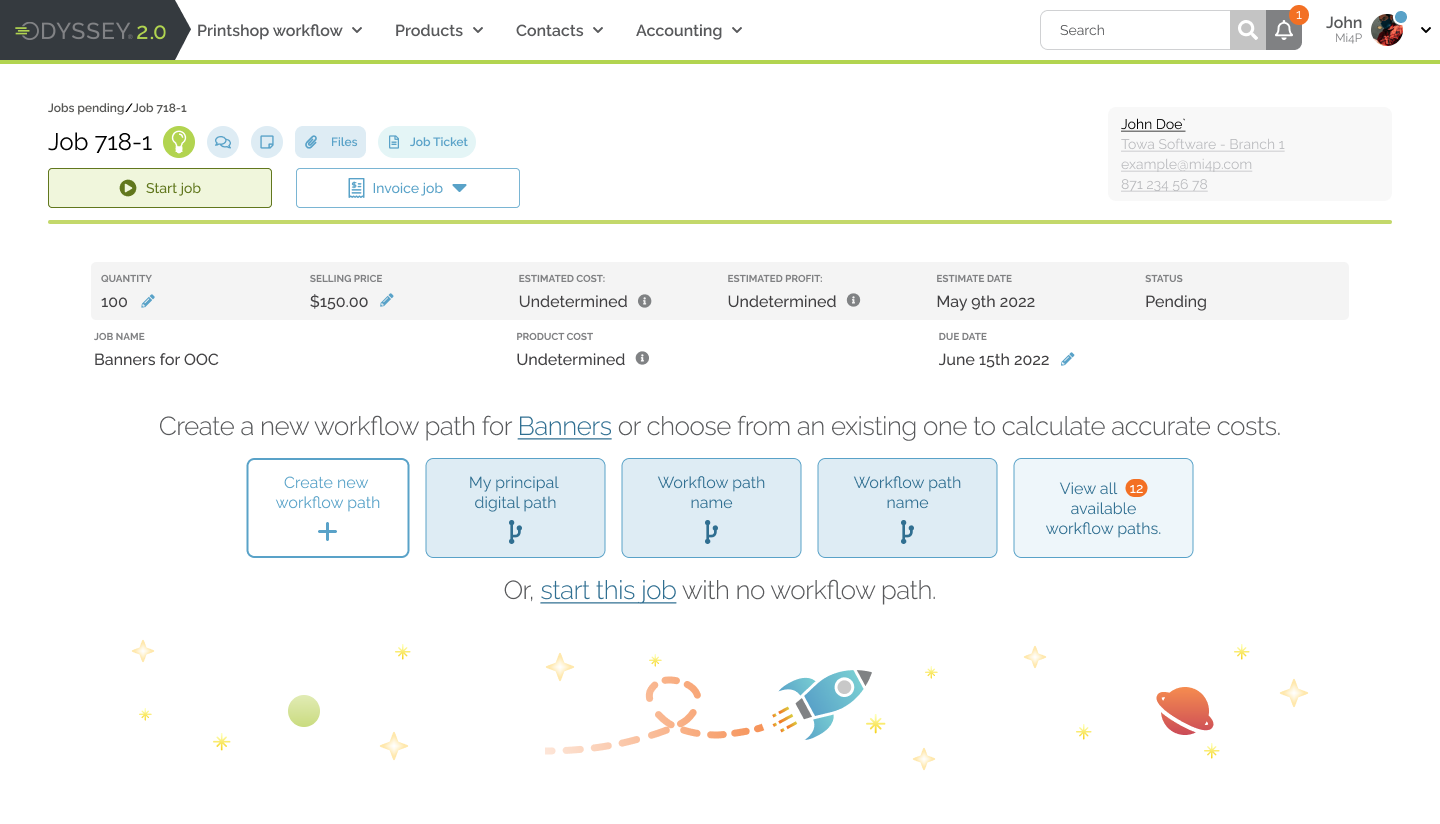 ODYSSEY. 2.0
Printshop workflow
Products
Contacts
Accounting
Search
1
John
Mi4P
Jobs pending/Job 718-1
Job 718-1
Files
Job Ticket
Start job
Invoice job
John Doe`
Towa Software - Branch 1
example@mi4p.com
871 234 56 78
QUANTITY
100
SELLING PRICE
$150.00
ESTIMATED COST:
Undetermined
ESTIMATED PROFIT:
Undetermined
ESTIMATE DATE
May 9th 2022
STATUS
Pending
JOB NAME
Banners for OOC
PRODUCT COST
Undetermined
DUE DATE
June 15th 2022
Create a new workflow path for Banners or choose from an existing one to calculate accurate costs.
Create new
workflow path
My principal
digital path
Workflow path
name
Workflow path
name
View all 12
available
workflow paths.
Or, start this job with no workflow path.